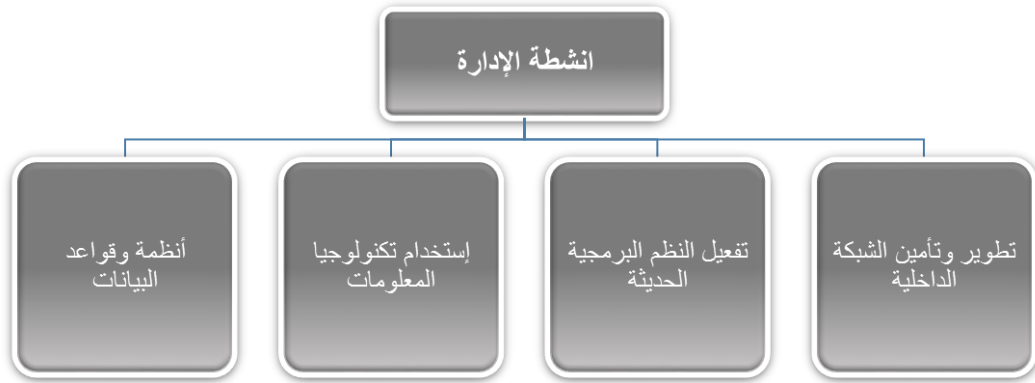 انشطة الإدارة
تطوير وتأمين الشبكة
الداخلية
تفعيل النظم البرمجية
الحديثة
إستخدام تكنولوجيا
المعلومات
أنظمة وقواعد
البيانات